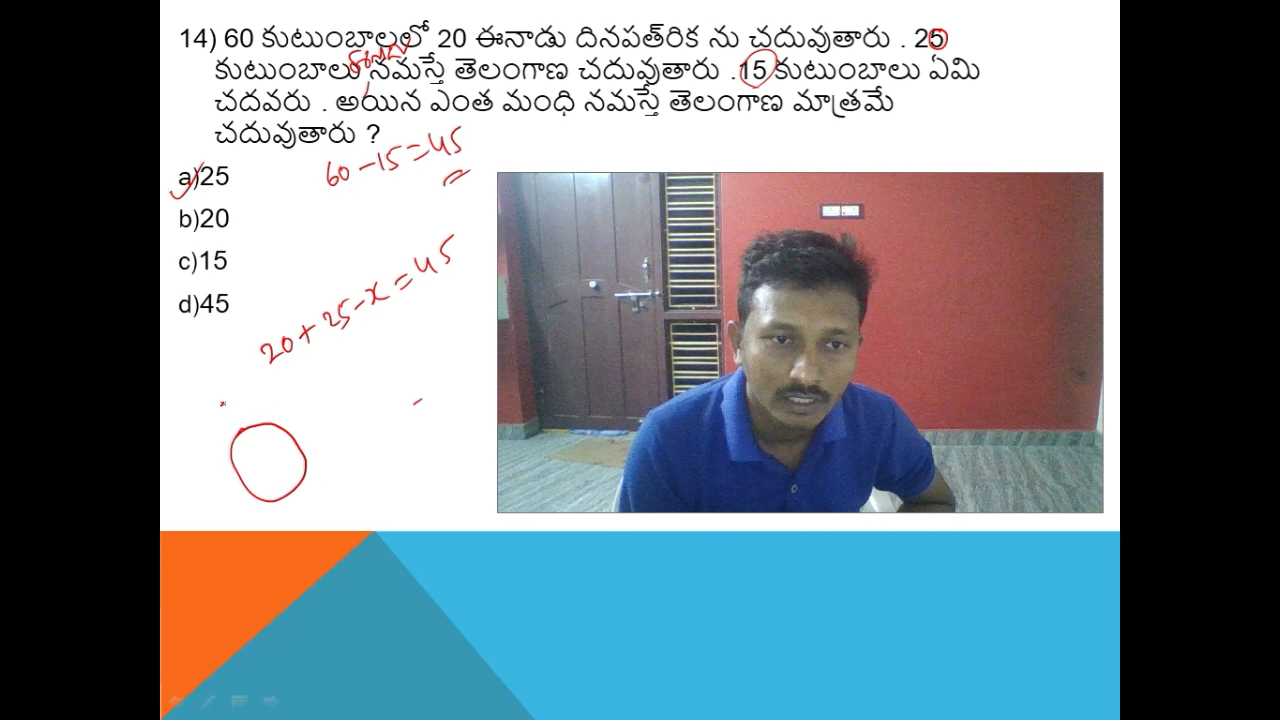 14) 60 కుటుంబాలలో 20 ఈనాడు దినపత్రిక ను చదువుతారు . 25
కుటుంబాలు నమస్తే తెలంగాణ చదువుతారు .15 కుటుంబాలు ఏమి
చదవరు . అయిన ఎంత మంధి నమస్తే తెలంగాణ మాత్రమే
చదువుతారు ?
60 - 15 = 45
a)25
b)20
c)15
d)45
20 + 25 - x = 45